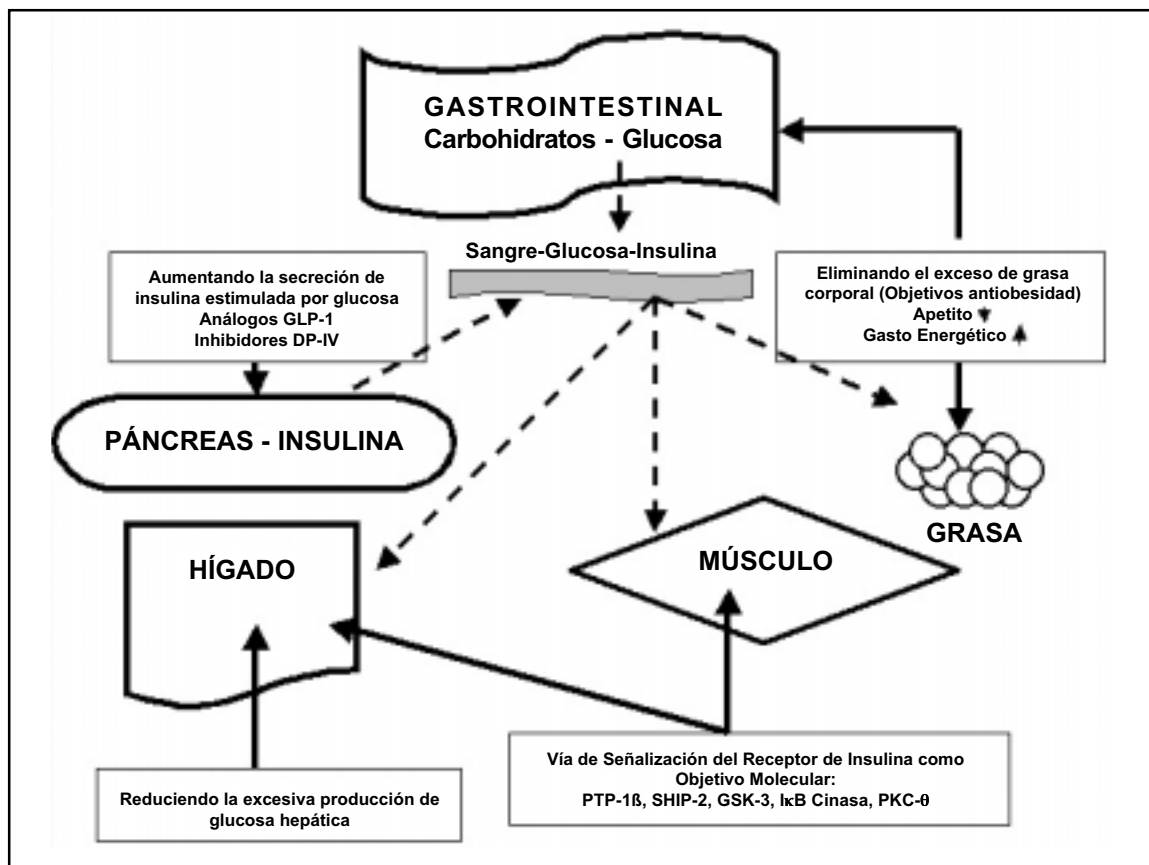 GASTROINTESTINAL
Carbohidratos - Glucosa
Sangre-Glucosa-Insulina
Aumentando la secreción de
insulina estimulada por glucosa
Análogos GLP-1
Inhibidores DP-IV
Eliminando el exceso de grasa
corporal (Objetivos antiobesidad)
Apetito
Gasto Energético
PÁNCREAS - INSULINA
GRASA
HÍGADO
MÚSCULO
Reduciendo la excesiva producción de
glucosa hepática
Vía de Señalización del Receptor de Insulina como
Objetivo Molecular:
PTP-1ß, SHIP-2, GSK-3, IκB Cinasa, PKC-θ